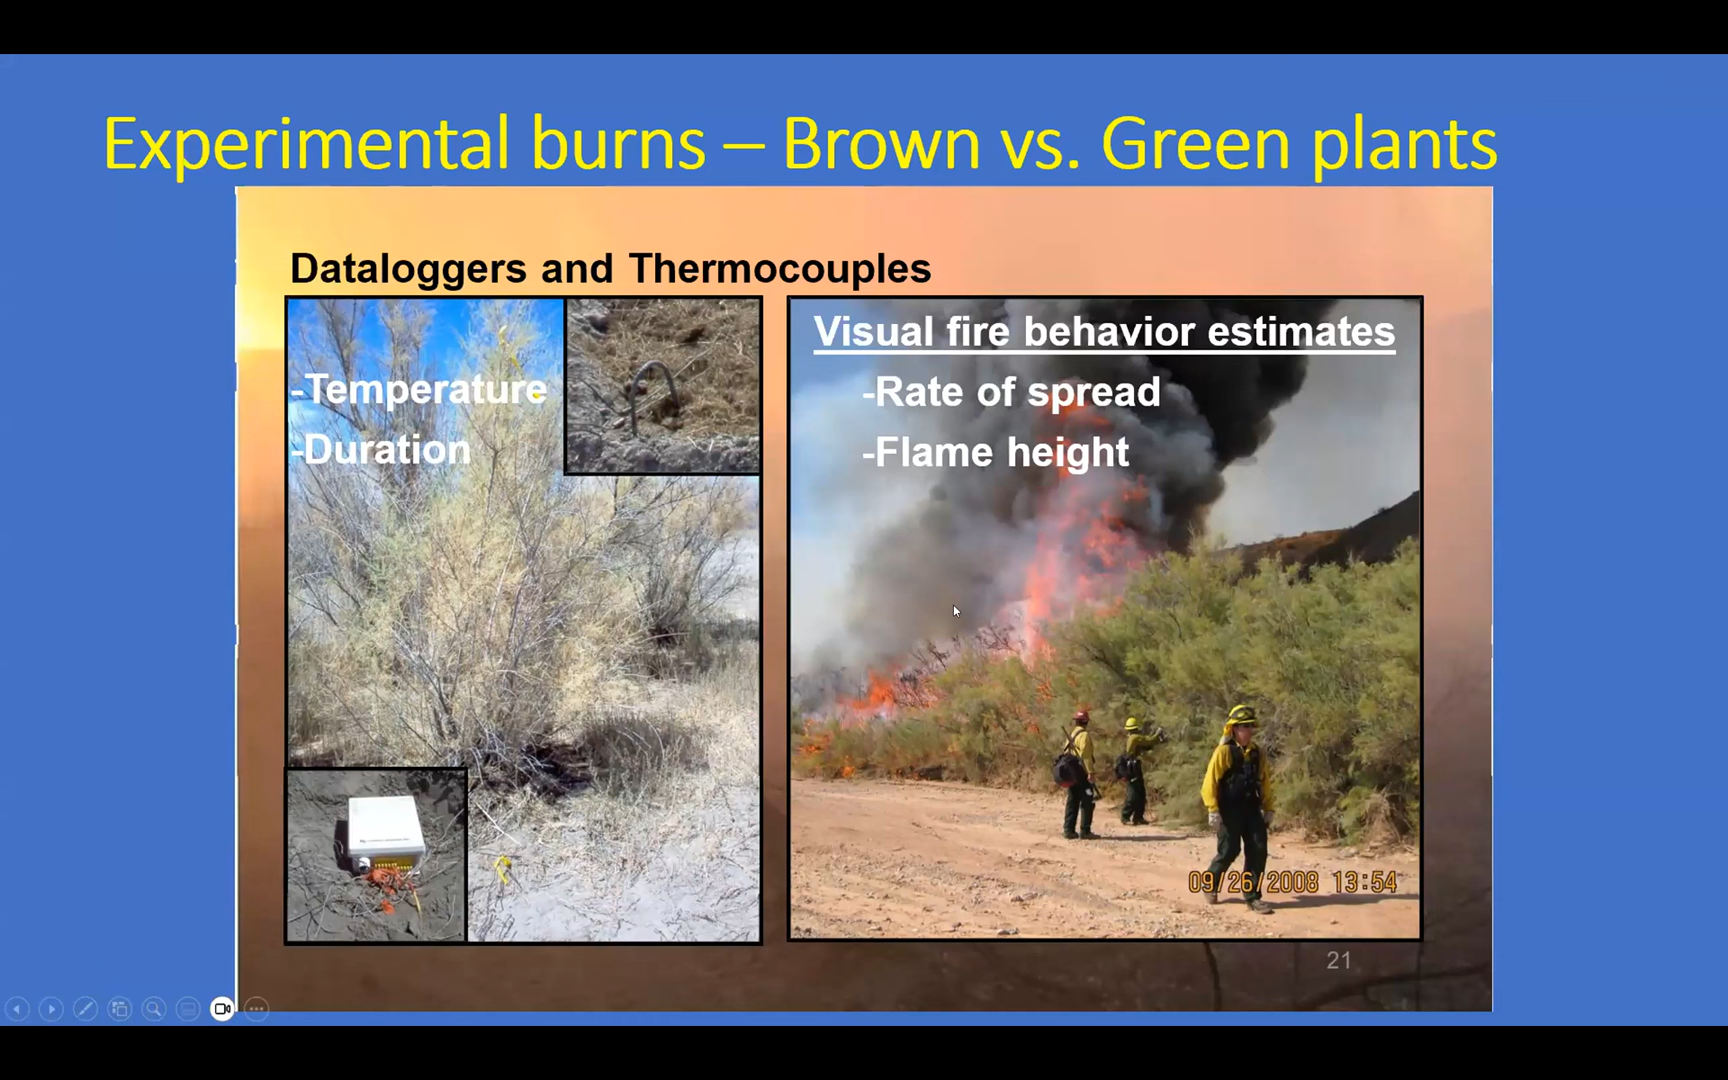 Experimental burns – Brown vs. Green plants
Dataloggers and Thermocouples
-Temperature
-Duration
Visual fire behavior estimates
-Rate of spread
-Flame height
09/26/2008 13:54
21